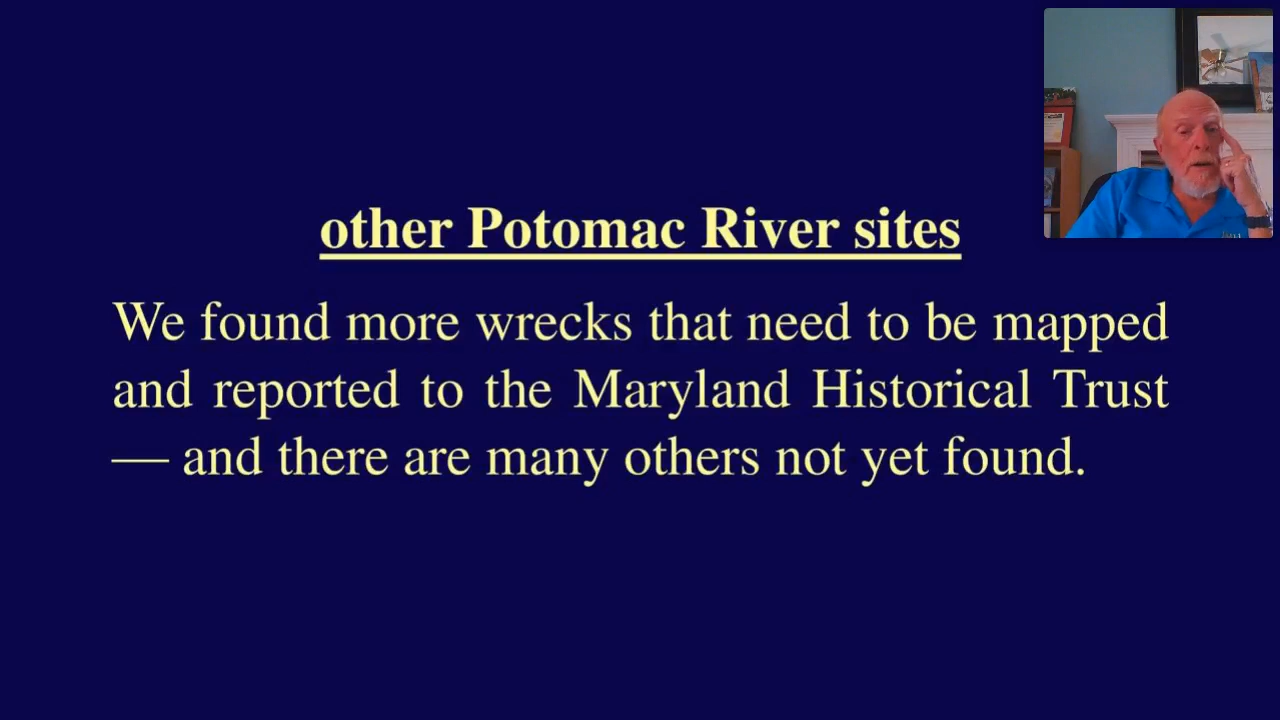 other Potomac River sites
We found more wrecks that need to be mapped
and reported to the Maryland Historical Trust
— and there are many others not yet found.